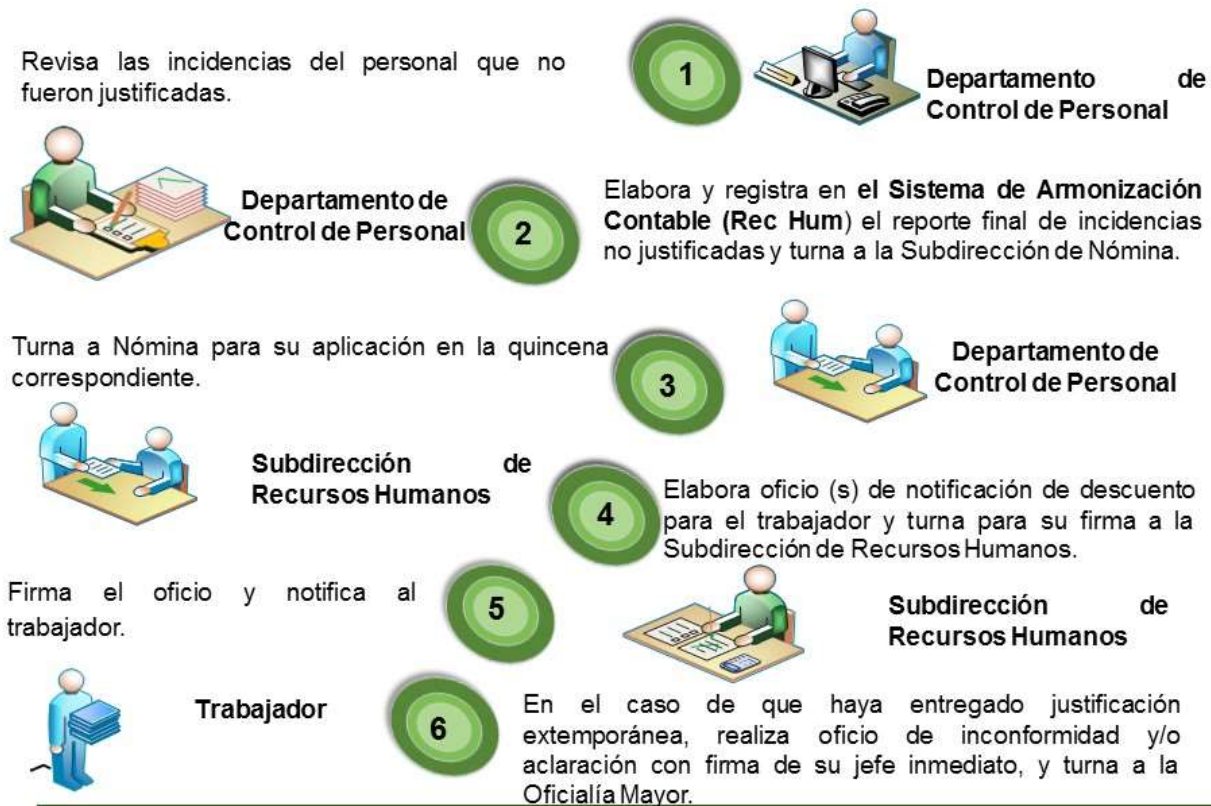 Revisa las incidencias del personal que no
fueron justificadas.
1
Departamento de
Control de Personal
Departamento de
Control de Personal
2
Elabora y registra en el Sistema de Armonización
Contable (Rec Hum) el reporte final de incidencias
no justificadas y turna a la Subdirección de Nómina.
Turna a Nómina para su aplicación en la quincena
correspondiente.
3
Departamento de
Control de Personal
Subdirección de
Recursos Humanos
4
Elabora oficio (s) de notificación de descuento
para el trabajador y turna para su firma a la
Subdirección de Recursos Humanos.
Firma el oficio y notifica al
trabajador.
5
Subdirección de
Recursos Humanos
Trabajador
6
En el caso de que haya entregado justificación
extemporánea, realiza oficio de inconformidad y/o
aclaración con firma de su jefe inmediato, y turna a la
Oficialía Mayor.